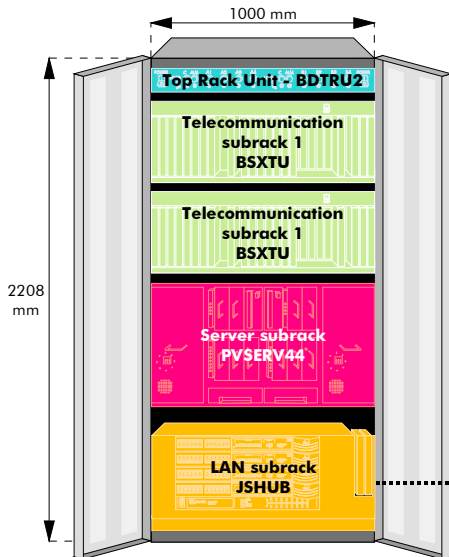 1000 mm
Top Rack Unit - BDTRU2
Telecommunication
subrack 1
BSXTU
Telecommunication
subrack 1
BSXTU
2208
mm
Server subrack
PVSERV44
LAN subrack
JSHUB